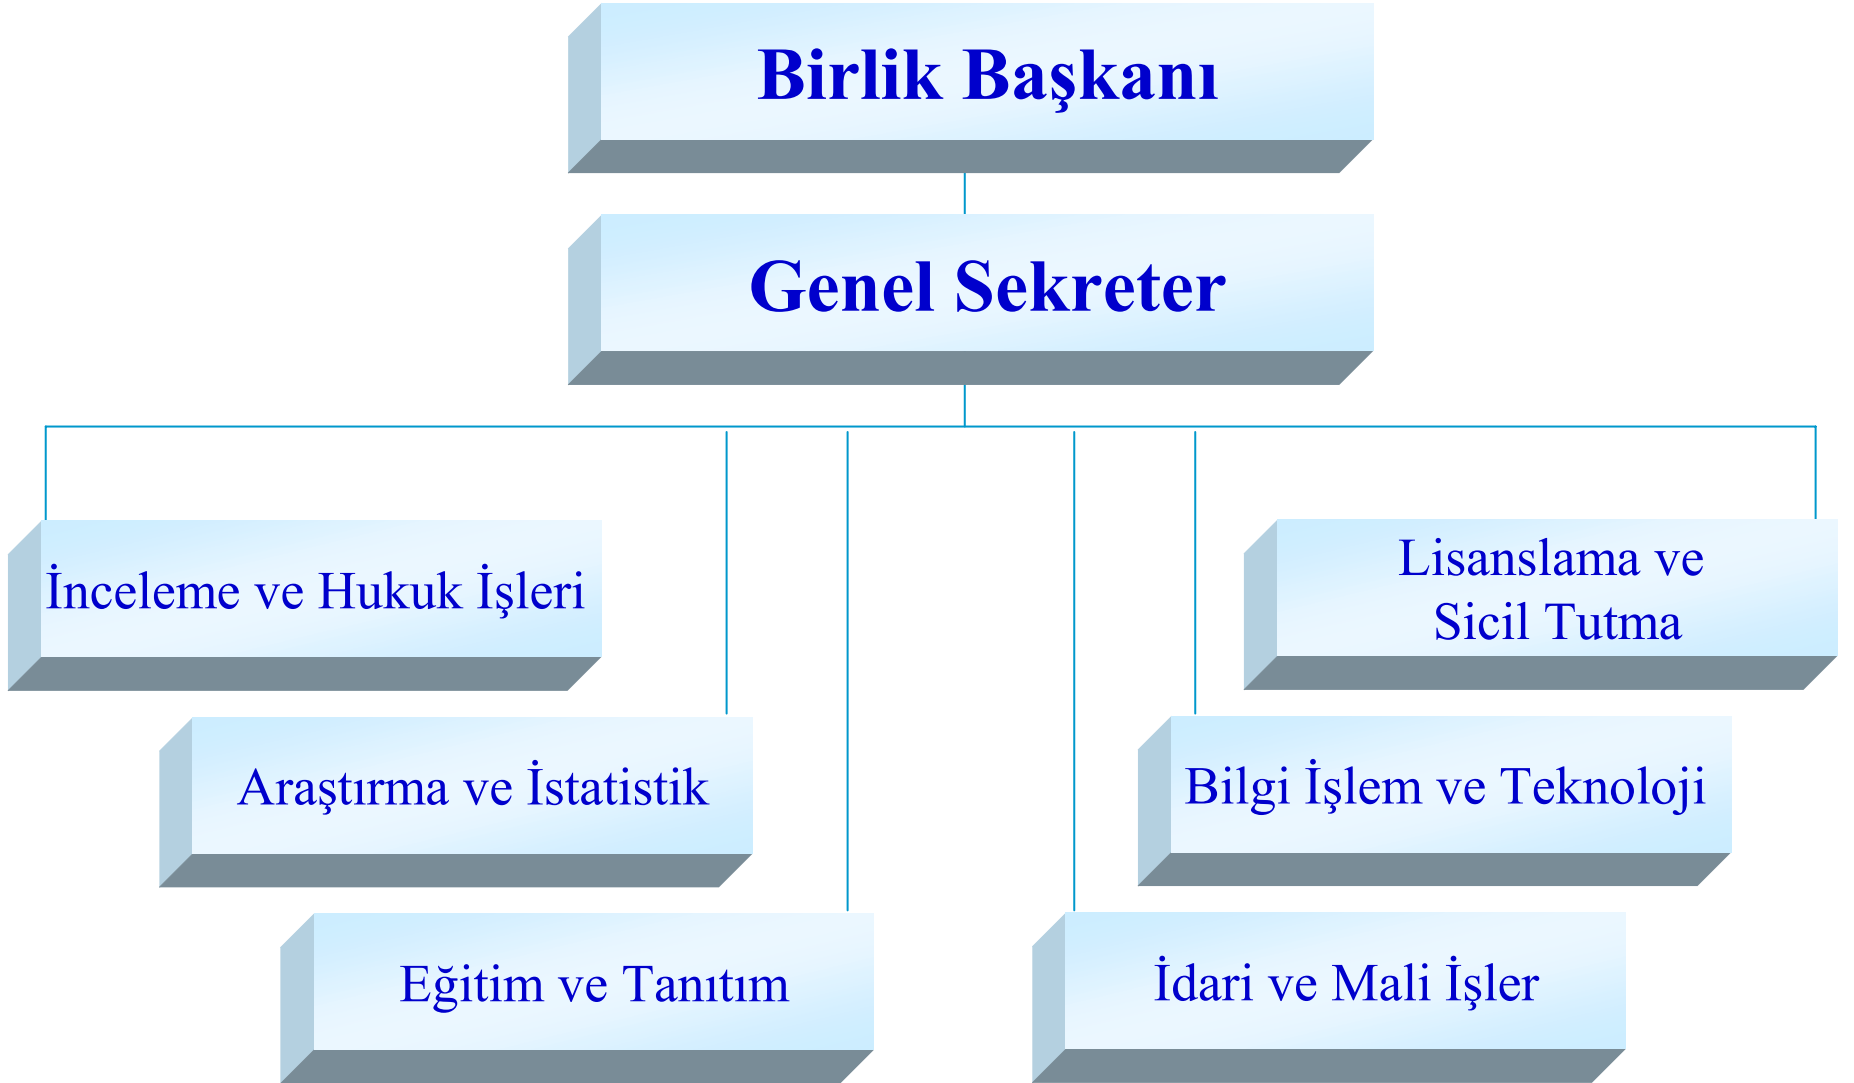 Birlik Başkanı
Genel Sekreter
İnceleme ve Hukuk İşleri
Lisanslama ve
Sicil Tutma
Araştırma ve İstatistik
Bilgi İşlem ve Teknoloji
Eğitim ve Tanıtım
İdari ve Mali İşler